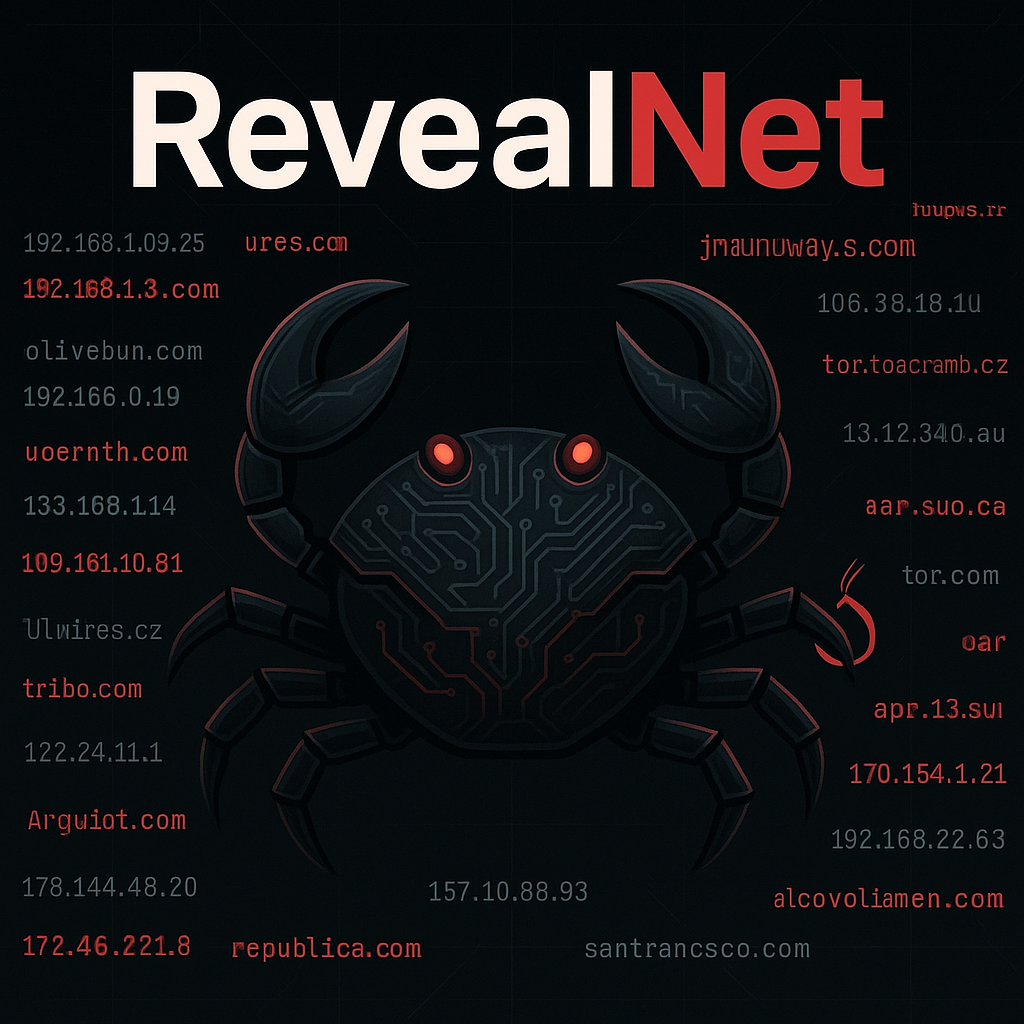 RevealNet
192.168.1.09.25 ures.com
jmaunuway.s.com
192.168.1.3.com
106.38.18.1U
olivebun.com
tor.toacramb.cz
192.166.0.19
13.12.340.au
uoernth.com
133.168.1.14
aar.suo.ca
109.161.10.81
tor.com
Ulwires.cz
oar
tribo.com
apr.13.sui
122.24.11.1
170.154.1.21
Arguiot.com
192.168.22.63
178.144.48.20
157.10.88.93
alcovoliamen.com
172.46.221.8 republica.com
santrancsco.com